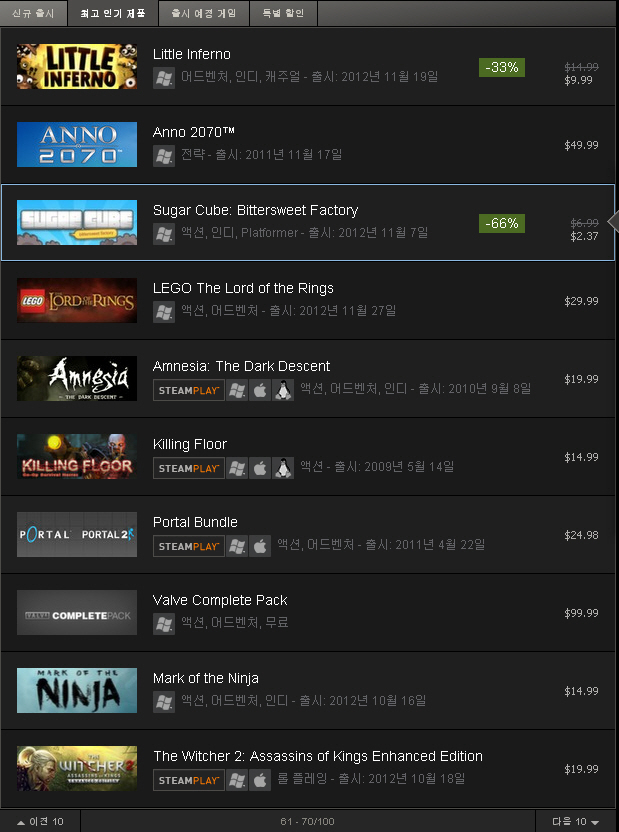 신규 출시
최고 인기 제품
출시 예정 게임
특별 할인
LITTLE
INFERNO
Little Inferno
어드벤처, 인디, 캐주얼 - 출시: 2012년 11월 19일
-33%
$14.99
$9.99
ANNO
2070
Anno 2070™
전략 - 출시: 2011년 11월 17일
$49.99
SUGAR CUBE
Sugar Cube: Bittersweet Factory
액션, 인디, Platformer - 출시: 2012년 11월 7일
-66%
$6.99
$2.37
LEGO THE LORD OF THE RINGS
LEGO The Lord of the Rings
액션, 어드벤처 - 출시: 2012년 11월 27일
$29.99
Amnesia
- THE DARK DESCENT -
Amnesia: The Dark Descent
STEAMPLAY 액션, 어드벤처, 인디 - 출시: 2010년 9월 8일
$19.99
KILLING FLOOR
Co-Op Survival Horror
Killing Floor
STEAMPLAY 액션 - 출시: 2009년 5월 14일
$14.99
PORTAL PORTAL 2
Portal Bundle
STEAMPLAY 액션, 어드벤처 - 출시: 2011년 4월 22일
$24.98
VALVE COMPLETEPACK
Valve Complete Pack
액션, 어드벤처, 무료
$99.99
MARK OF THE
NINJA
Mark of the Ninja
액션, 어드벤처, 인디 - 출시: 2012년 10월 16일
$14.99
THE
WITCHER 2
ASSASSINS OF KINGS
ENHANCED EDITION
The Witcher 2: Assassins of Kings Enhanced Edition
STEAMPLAY 롤 플레잉 - 출시: 2012년 10월 18일
$19.99
이전 10
61 - 70/100
다음 10